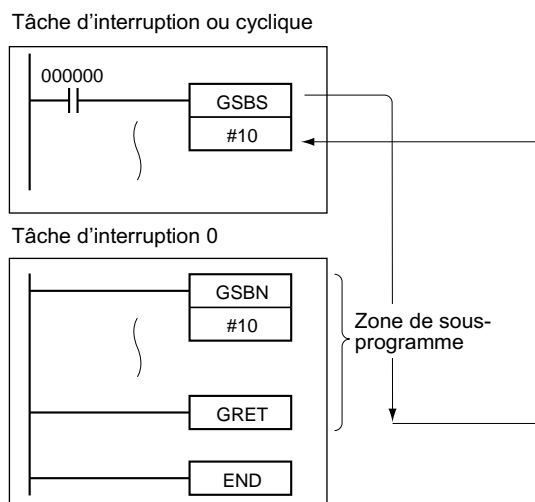 Tâche d'interruption ou cyclique
000000
GSBS
#10
Tâche d'interruption 0
GSBN
#10
Zone de sous-
programme
GRET
END